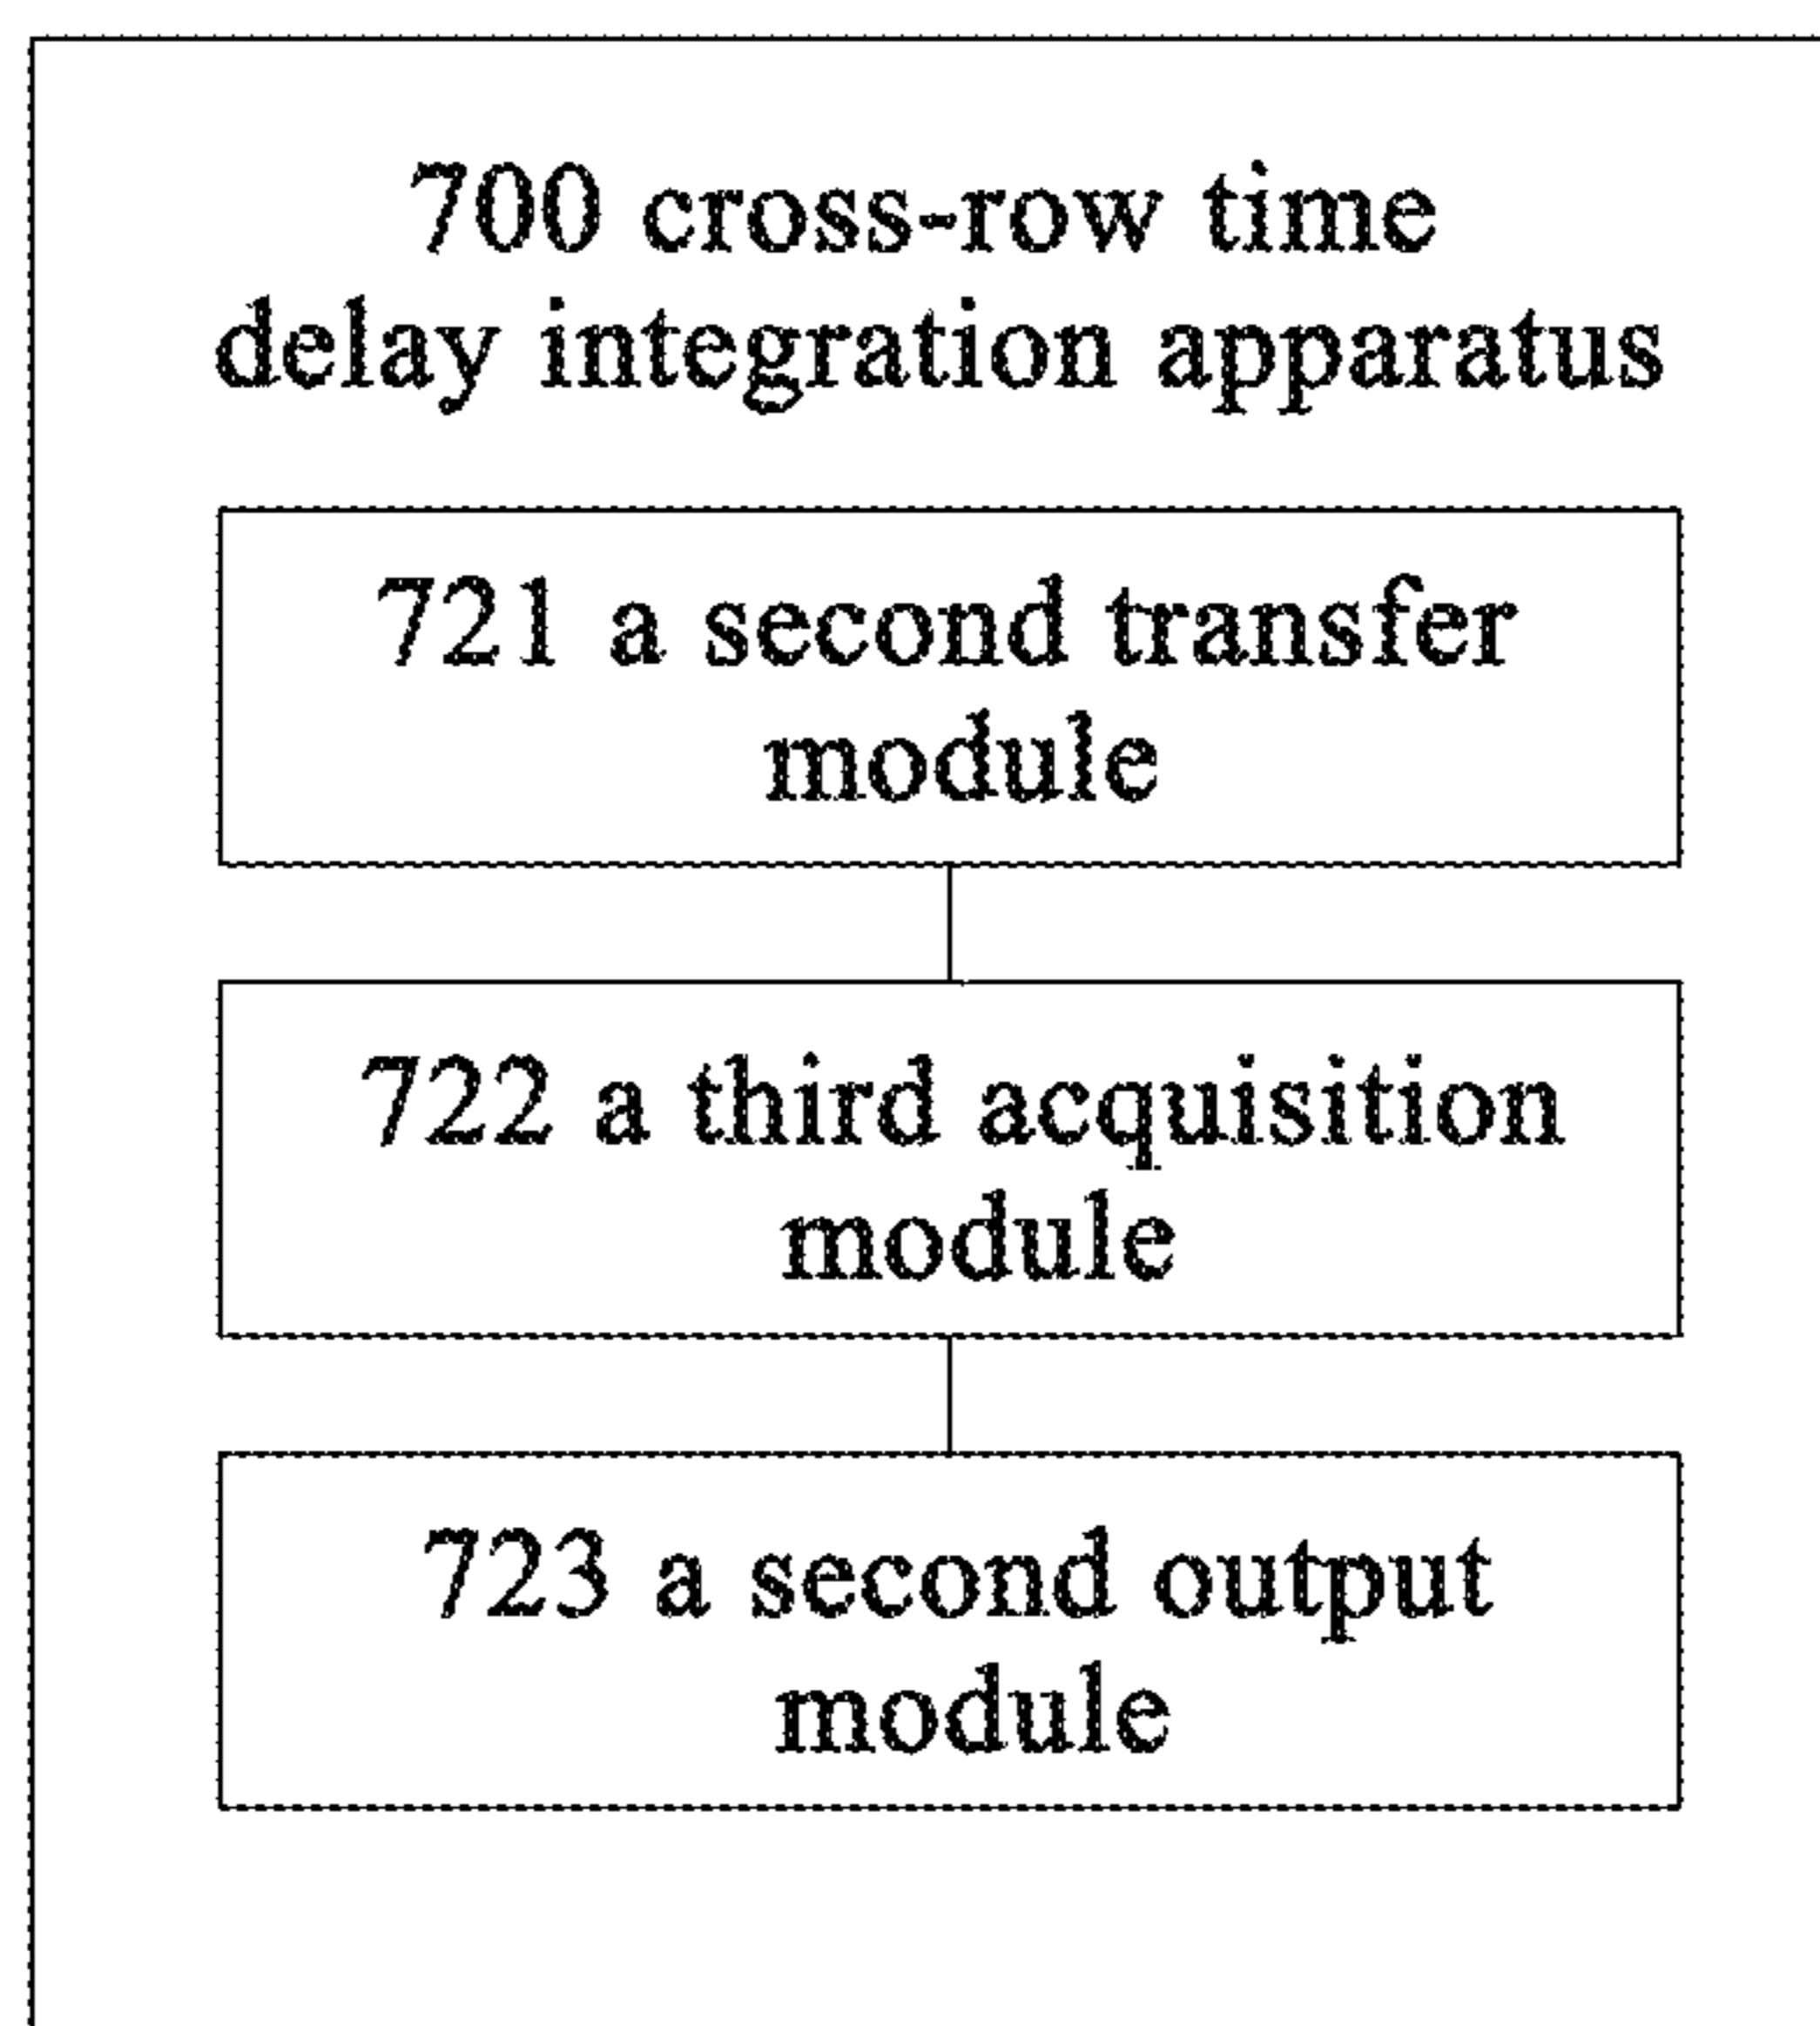 700 cross-row time
delay integration apparatus
721 a second transfer
module
722 a third acquisition
module
723 a second output
module